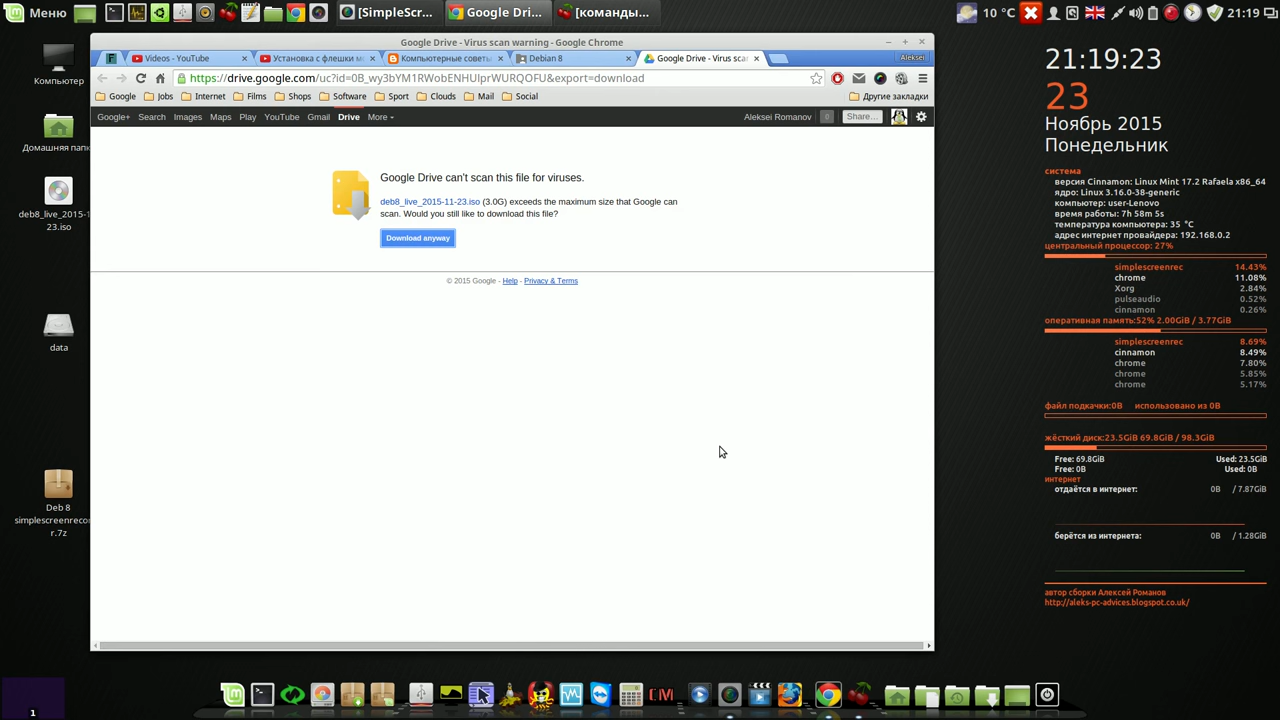 Меню
[SimpleScr...
Google Dri...
[команды...
10 °C
21:19
Google Drive - Virus scan warning - Google Chrome
Videos - YouTube
Установка с флешки м
Компьютерные советы
Debian 8
Google Drive - Virus scan
Aleksei
https://drive.google.com/uc?id=0B_wy3bYM1RWobENHUlprWURQOFU&export=download
Google
Jobs
Internet
Films
Shops
Software
Sport
Clouds
Mail
Social
Другие закладки
Google+ Search Images Maps Play YouTube Gmail Drive More
Aleksei Romanov
0
Share...
Google Drive can't scan this file for viruses.
deb8_live_2015-11-23.iso (3.0G) exceeds the maximum size that Google can
scan. Would you still like to download this file?
Download anyway
© 2015 Google - Help - Privacy & Terms
Компьютер
Домашняя папк
deb8_live_2015-1
23.iso
data
Deb 8
simplescreenreco
r.7z
21:19:23
23
Ноябрь 2015
Понедельник
система
версия Cinnamon: Linux Mint 17.2 Rafaela x86_64
ядро: Linux 3.16.0-38-generic
компьютер: user-Lenovo
время работы: 7h 58m 5s
температура компьютера: 35 °C
адрес интернет провайдера: 192.168.0.2
центральный процессор: 27%
simplescreenrec 14.43%
chrome 11.08%
Xorg 2.84%
pulseaudio 0.52%
cinnamon 0.26%
оперативная память:52% 2.00GiB / 3.77GiB
simplescreenrec 8.69%
cinnamon 8.49%
chrome 7.80%
chrome 5.85%
chrome 5.17%
файл подкачки:0B использовано из 0B
жёсткий диск:23.5GiB 69.8GiB / 98.3GiB
Free: 69.8GiB Used: 23.5GiB
Free: 0B Used: 0B
интернет
отдаётся в интернет: 0B / 7.87GiB
берётся из интернета: 0B / 1.28GiB
автор сборки Алексей Романов
http://aleks-pc-advices.blogspot.co.uk/
1